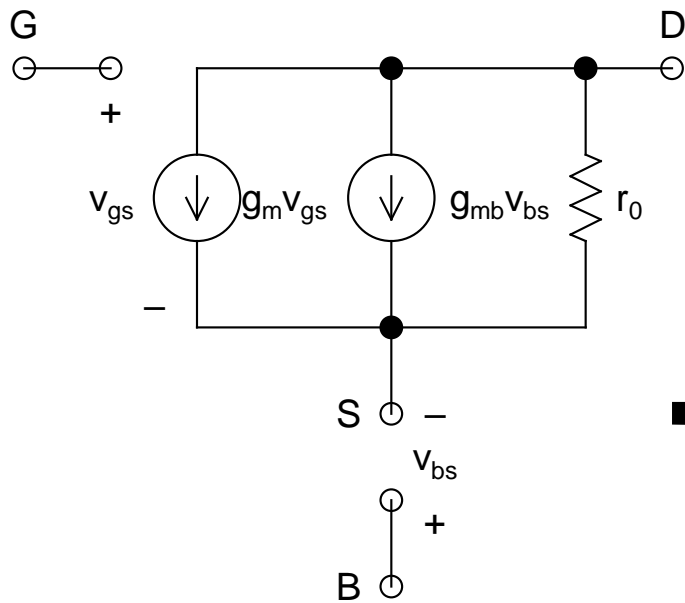 G D
+
v_gs g_m v_gs g_mb v_bs r_0
–
S –
v_bs
+
B